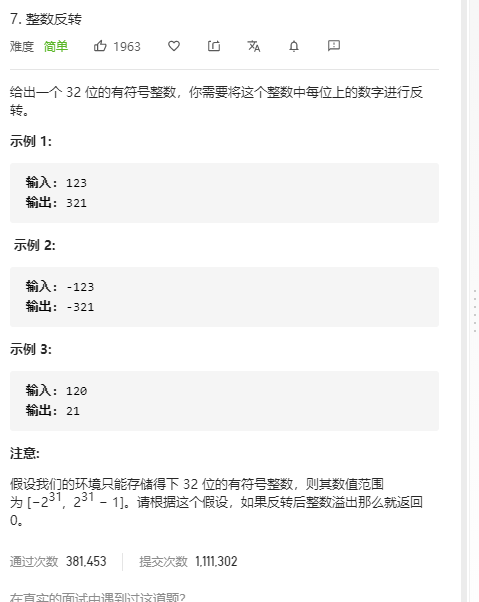 7. 整数反转
难度 简单 1963
给出一个 32 位的有符号整数，你需要将这个整数中每位上的数字进行反
转。
示例 1:
输入: 123
输出: 321
示例 2:
输入: -123
输出: -321
示例 3:
输入: 120
输出: 21
注意:
假设我们的环境只能存储得下 32 位的有符号整数，则其数值范围
为 [−2³¹, 2³¹ − 1]。请根据这个假设，如果反转后整数溢出那么就返回
0。
通过次数 381,453 提交次数 1,111,302
在真实的面试中遇到过这道题?